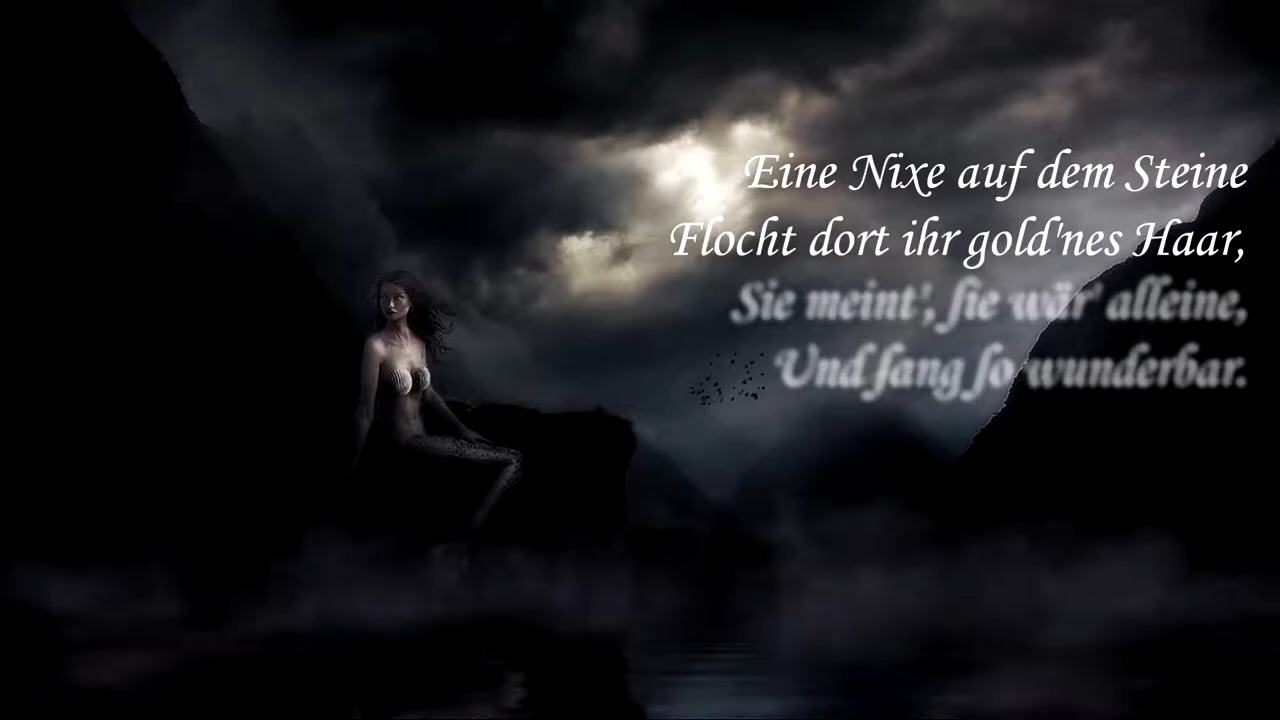 Eine Nixe auf dem Steine
Flocht dort ihr gold'nes Haar,
Sie meint', ſie wär' alleine,
Und ſang ſo wunderbar.